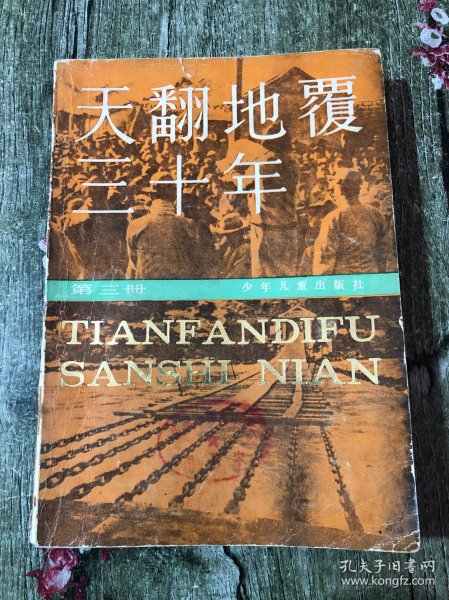 天翻地覆
三十年
第三册 少年儿童出版社
TIANFANDIFU
SANSHI NIAN
孔夫子旧书网
www.kongfz.com